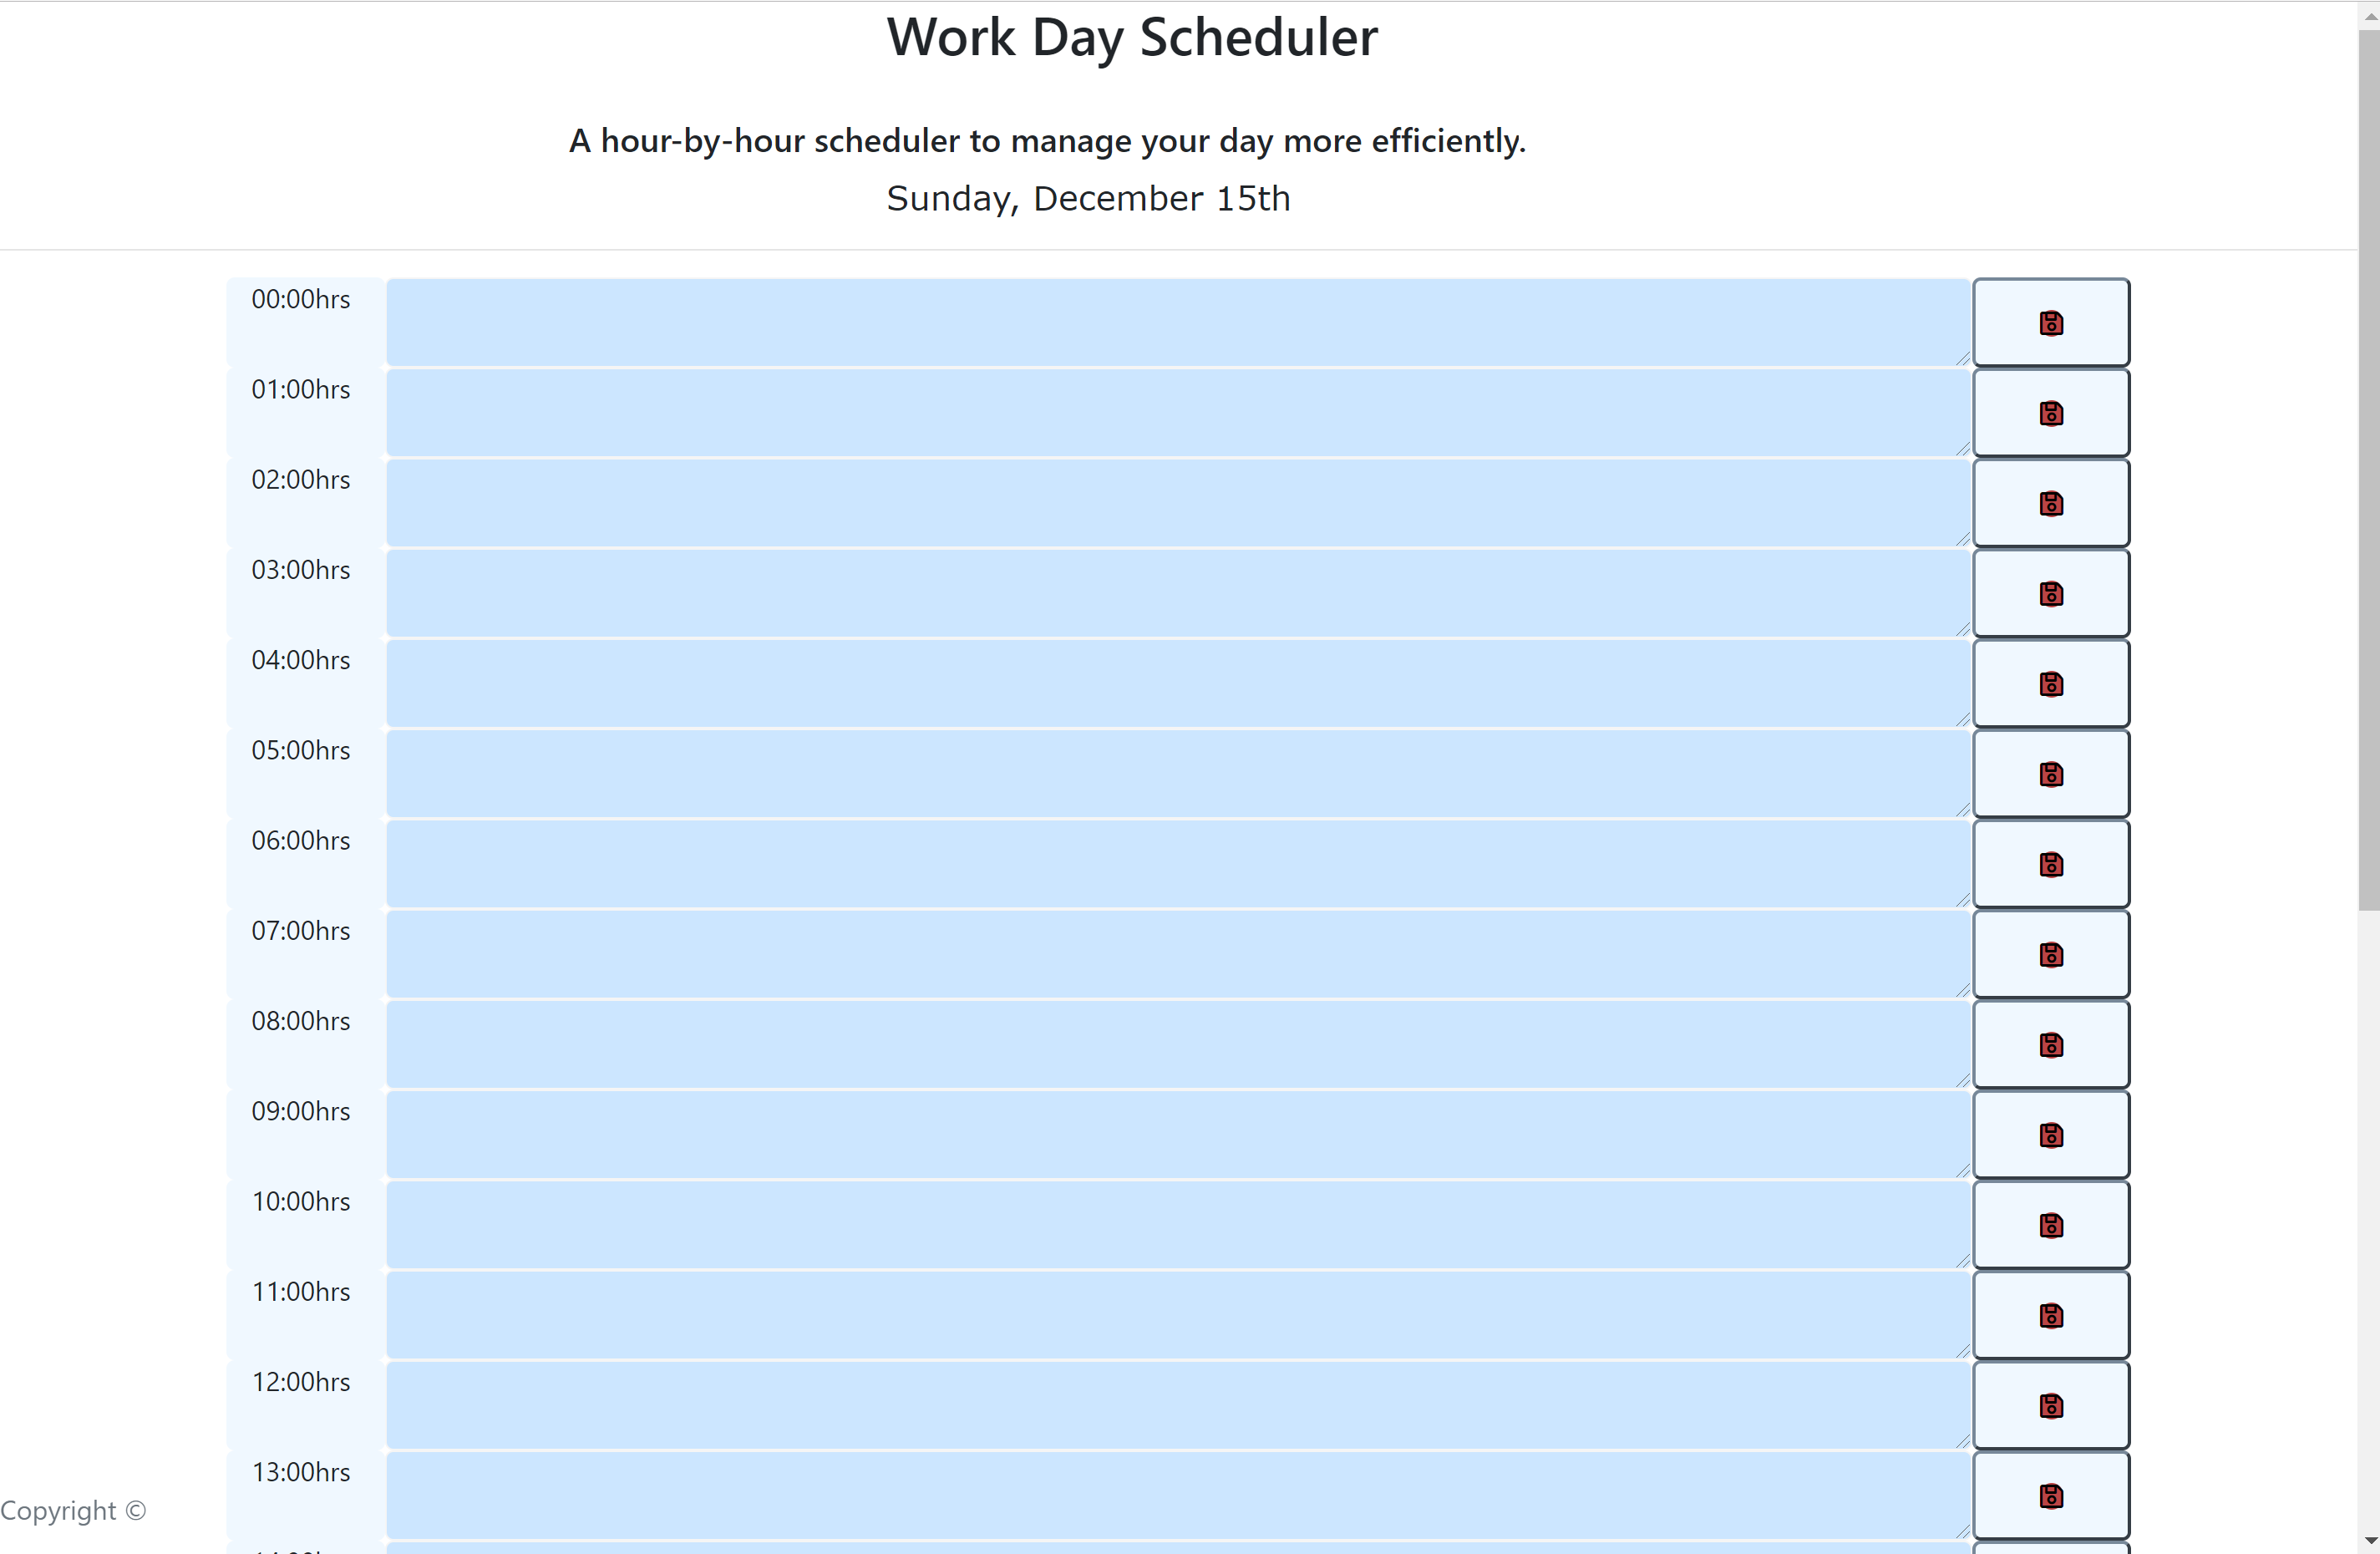 Work Day Scheduler
A hour-by-hour scheduler to manage your day more efficiently.
Sunday, December 15th
00:00hrs
01:00hrs
02:00hrs
03:00hrs
04:00hrs
05:00hrs
06:00hrs
07:00hrs
08:00hrs
09:00hrs
10:00hrs
11:00hrs
12:00hrs
13:00hrs
Copyright ©